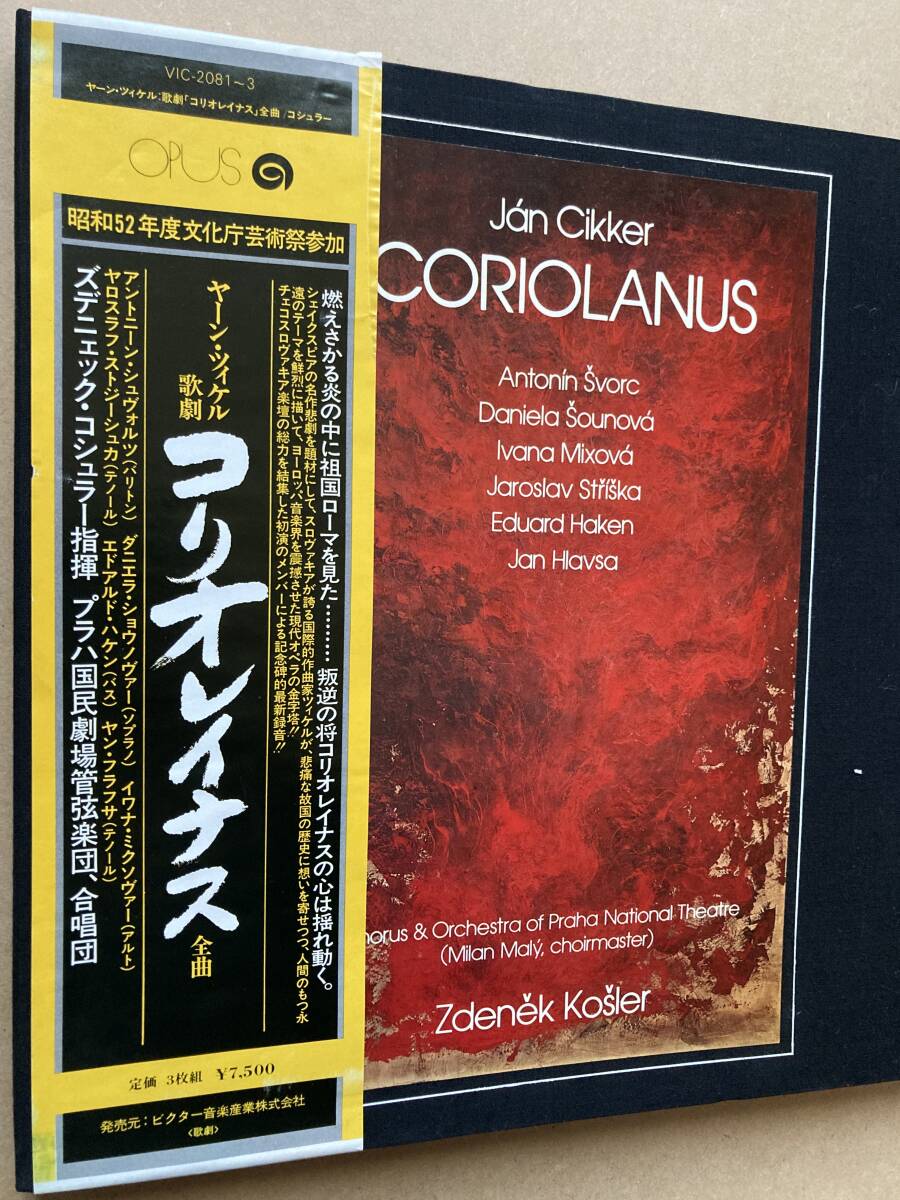 VIC-2081~3
ヤーン・ツィケル:歌劇「コリオレイナス」全曲/コシュラー
OPUS
昭和52年度文化庁芸術祭参加
燃えさかる炎の中に祖国ローマを見た………叛逆の将コリオレイナスの心は揺れ動く。
シェイクスピアの名作悲劇を題材にして、スロヴァキアが誇る国際的作曲家ツィケルが、悲痛な故国の歴史に想いを寄せつつ、人間のもつ永
遠のテーマを鮮烈に描いて、ヨーロッパ音楽界を震撼させた現代オペラの金字塔!!
チェコスロヴァキア楽壇の総力を結集した初演のメンバーによる記念碑的最新録音!!
ヤーン・ツィケル
歌劇
コリオレイナス
全曲
アントニーン・シュヴォルツ(バリトン) ダニエラ・ショウノヴァー(ソプラノ) イワナ・ミクソヴァー(アルト)
ヤロスラフ・ストジーシュカ(テノール) エドアルド・ハケン(バス) ヤン・フラフサ(テノール)
ズデニェック・コシュラー指揮 プラハ国民劇場管弦楽団、合唱団
定価 3枚組 ¥7,500
発売元:ビクター音楽産業株式会社
〈歌劇〉
Ján Cikker
CORIOLANUS
Antonín Švorc
Daniela Šounová
Ivana Mixová
Jaroslav Stříška
Eduard Haken
Jan Hlavsa
horus & Orchestra of Praha National Theatre
(Milan Malý, choirmaster)
Zdeněk Košler